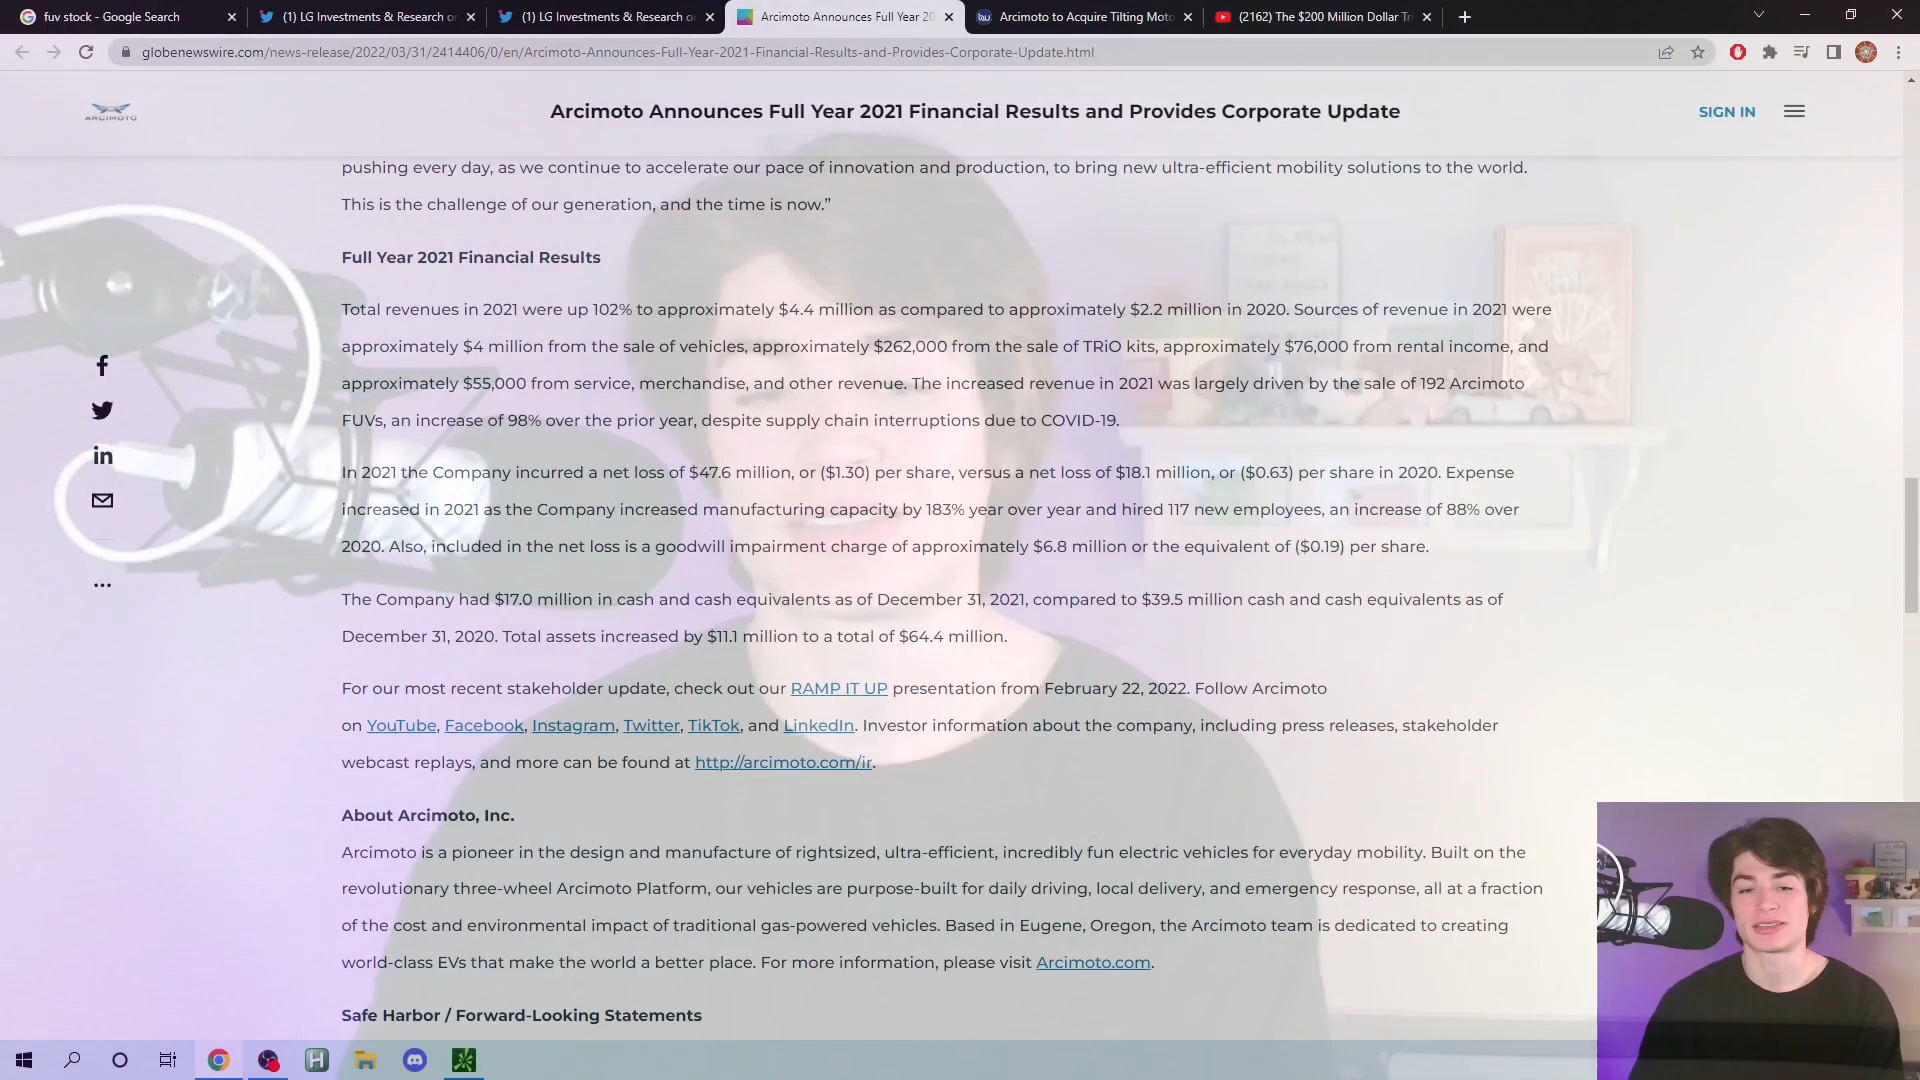 fuv stock - Google Search
(1) LG Investments & Research or
(1) LG Investments & Research or
Arcimoto Announces Full Year 20
Arcimoto to Acquire Tilting Moto
(2162) The $200 Million Dollar Tr
globenewswire.com/news-release/2022/03/31/2414406/0/en/Arcimoto-Announces-Full-Year-2021-Financial-Results-and-Provides-Corporate-Update.html
ARCIMOTO
Arcimoto Announces Full Year 2021 Financial Results and Provides Corporate Update
SIGN IN
pushing every day, as we continue to accelerate our pace of innovation and production, to bring new ultra-efficient mobility solutions to the world.
This is the challenge of our generation, and the time is now.”
Full Year 2021 Financial Results
Total revenues in 2021 were up 102% to approximately $4.4 million as compared to approximately $2.2 million in 2020. Sources of revenue in 2021 were
approximately $4 million from the sale of vehicles, approximately $262,000 from the sale of TRiO kits, approximately $76,000 from rental income, and
approximately $55,000 from service, merchandise, and other revenue. The increased revenue in 2021 was largely driven by the sale of 192 Arcimoto
FUVs, an increase of 98% over the prior year, despite supply chain interruptions due to COVID-19.
In 2021 the Company incurred a net loss of $47.6 million, or ($1.30) per share, versus a net loss of $18.1 million, or ($0.63) per share in 2020. Expense
increased in 2021 as the Company increased manufacturing capacity by 183% year over year and hired 117 new employees, an increase of 88% over
2020. Also, included in the net loss is a goodwill impairment charge of approximately $6.8 million or the equivalent of ($0.19) per share.
The Company had $17.0 million in cash and cash equivalents as of December 31, 2021, compared to $39.5 million cash and cash equivalents as of
December 31, 2020. Total assets increased by $11.1 million to a total of $64.4 million.
For our most recent stakeholder update, check out our RAMP IT UP presentation from February 22, 2022. Follow Arcimoto
on YouTube, Facebook, Instagram, Twitter, TikTok, and LinkedIn. Investor information about the company, including press releases, stakeholder
webcast replays, and more can be found at http://arcimoto.com/ir.
About Arcimoto, Inc.
Arcimoto is a pioneer in the design and manufacture of rightsized, ultra-efficient, incredibly fun electric vehicles for everyday mobility. Built on the
revolutionary three-wheel Arcimoto Platform, our vehicles are purpose-built for daily driving, local delivery, and emergency response, all at a fraction
of the cost and environmental impact of traditional gas-powered vehicles. Based in Eugene, Oregon, the Arcimoto team is dedicated to creating
world-class EVs that make the world a better place. For more information, please visit Arcimoto.com.
Safe Harbor / Forward-Looking Statements